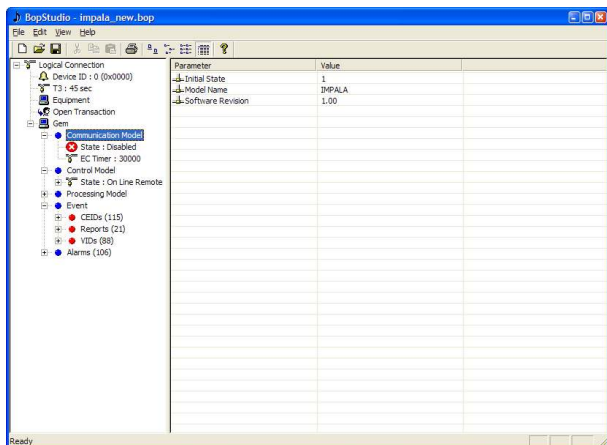 BopStudio - impala_new.bop
File Edit View Help
Logical Connection
Device ID : 0 (0x0000)
T3 : 45 sec
Equipment
Open Transaction
Gem
Communication Model
State : Disabled
EC Timer : 30000
Control Model
State : On Line Remote
Processing Model
Event
CEIDs (115)
Reports (21)
VIDs (88)
Alarms (106)
Parameter Value
Initial State 1
Model Name IMPALA
Software Revision 1.00
Ready